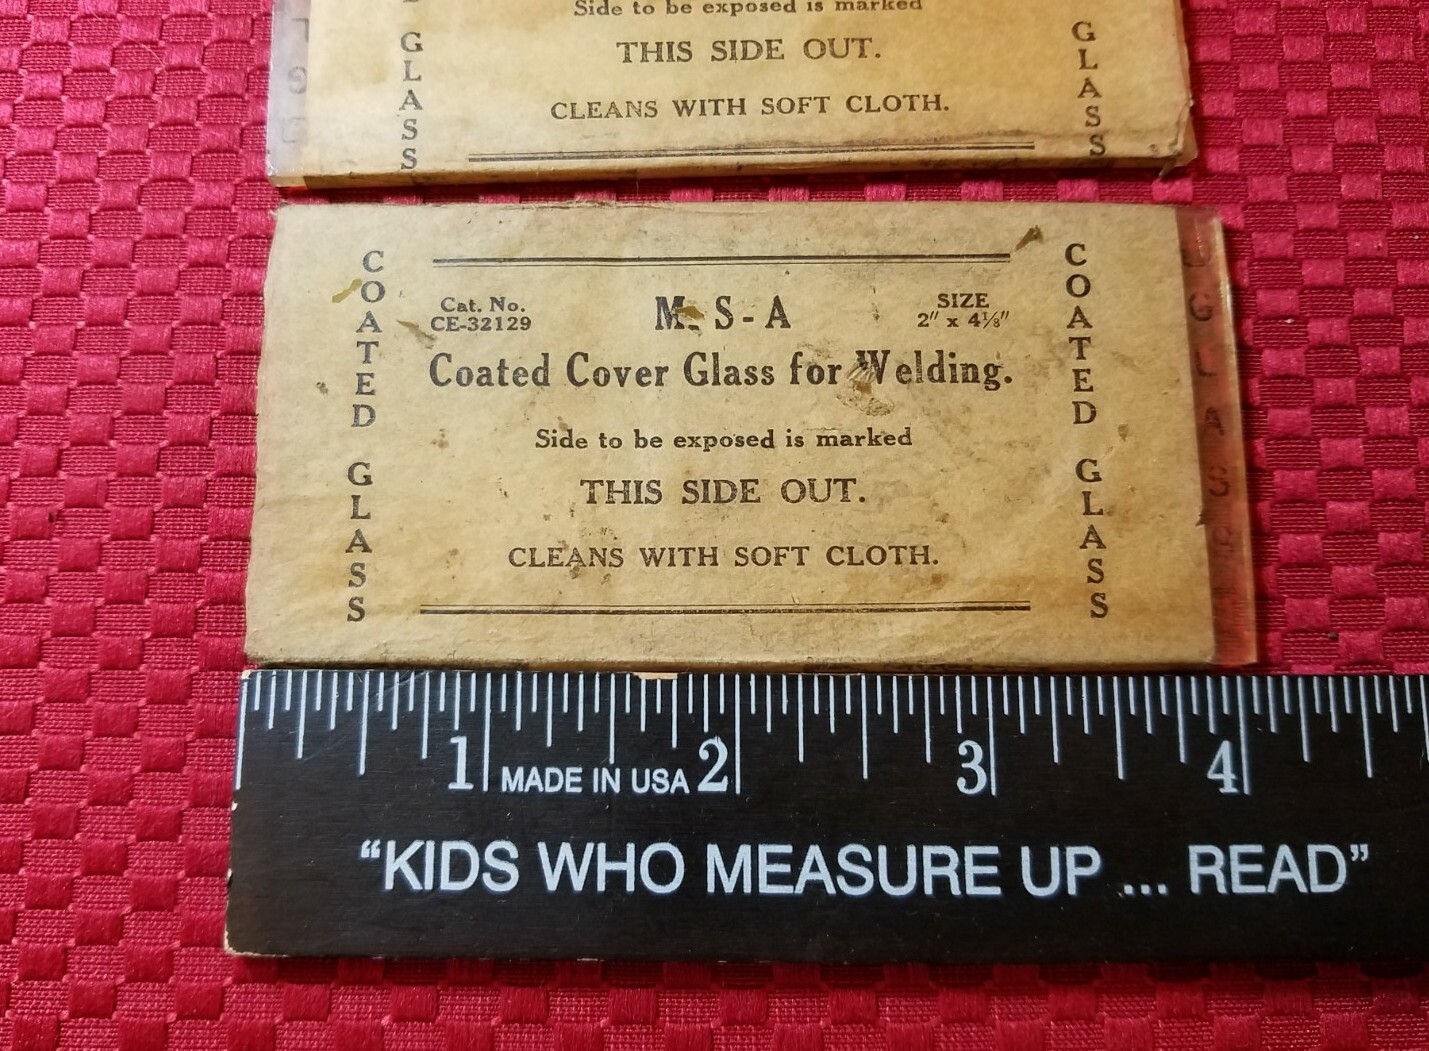 Side to be exposed is marked
THIS SIDE OUT.
CLEANS WITH SOFT CLOTH.
GLASS
GLASS
COATED GLASS
Cat. No.
CE-32129
M. S - A
SIZE
2" x 4⅛"
Coated Cover Glass for Welding.
Side to be exposed is marked
THIS SIDE OUT.
CLEANS WITH SOFT CLOTH.
COATED GLASS
GLASS
1 MADE IN USA 2 3 4
“KIDS WHO MEASURE UP ... READ”